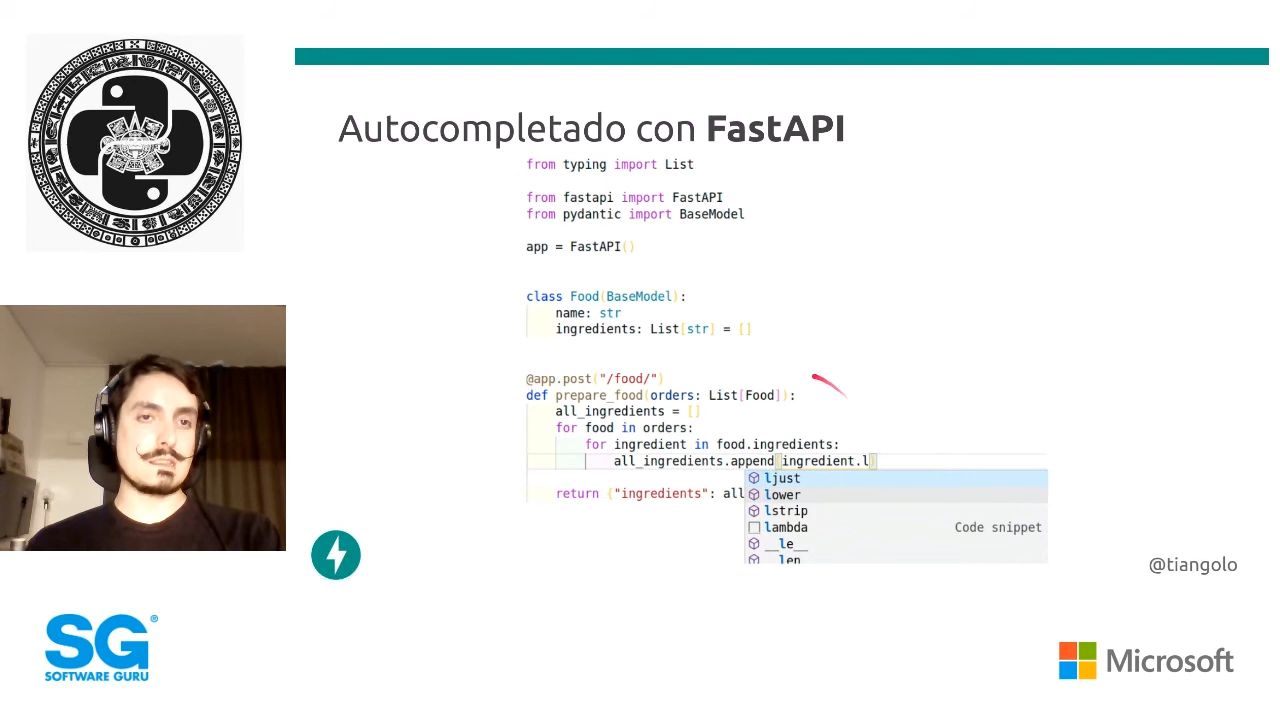 Autocompletado con FastAPI
from typing import List
from fastapi import FastAPI
from pydantic import BaseModel
app = FastAPI()
class Food(BaseModel):
name: str
ingredients: List[str] = []
@app.post("/food/")
def prepare_food(orders: List[Food]):
all_ingredients = []
for food in orders:
for ingredient in food.ingredients:
all_ingredients.append(ingredient.l)
ljust
lower
lstrip
lambda Code snippet
__le__
__len
return {"ingredients": all
@tiangolo
SG®
SOFTWARE GURU
Microsoft